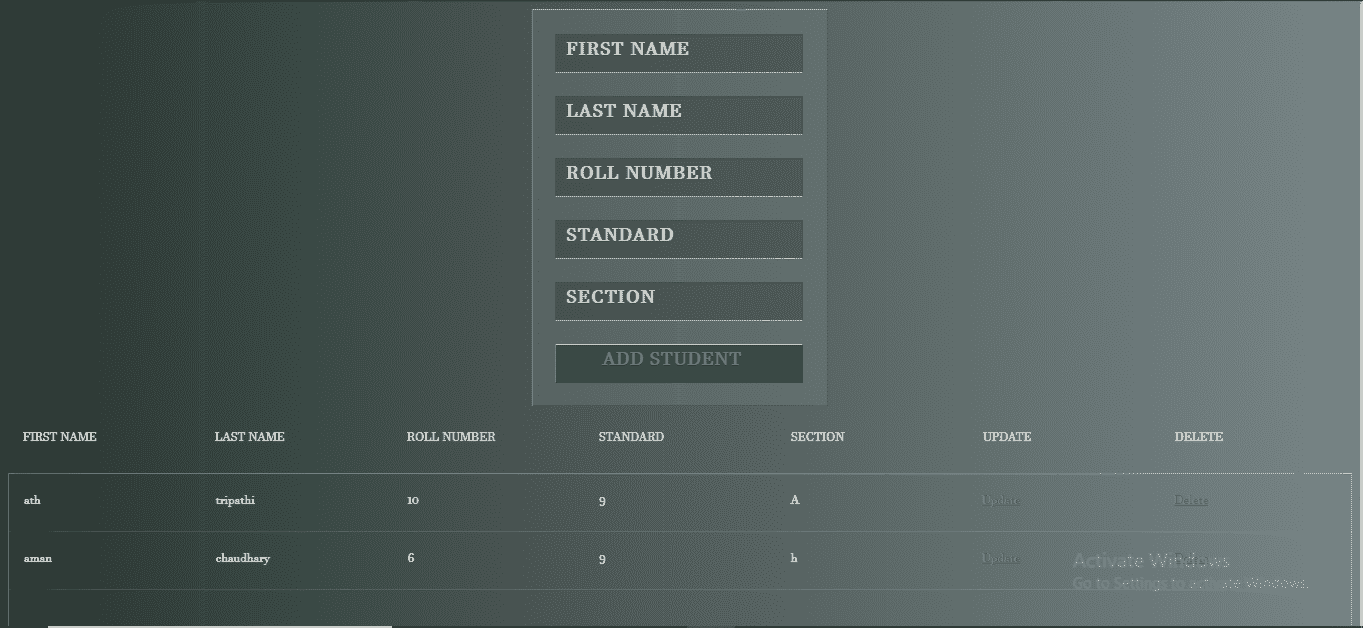 FIRST NAME
LAST NAME
ROLL NUMBER
STANDARD
SECTION
ADD STUDENT
FIRST NAME LAST NAME ROLL NUMBER STANDARD SECTION UPDATE DELETE
ath tripathi 10 9 A Update Delete
aman chaudhary 6 9 b Update Delete
Activate Windows
Go to Settings to activate Windows.